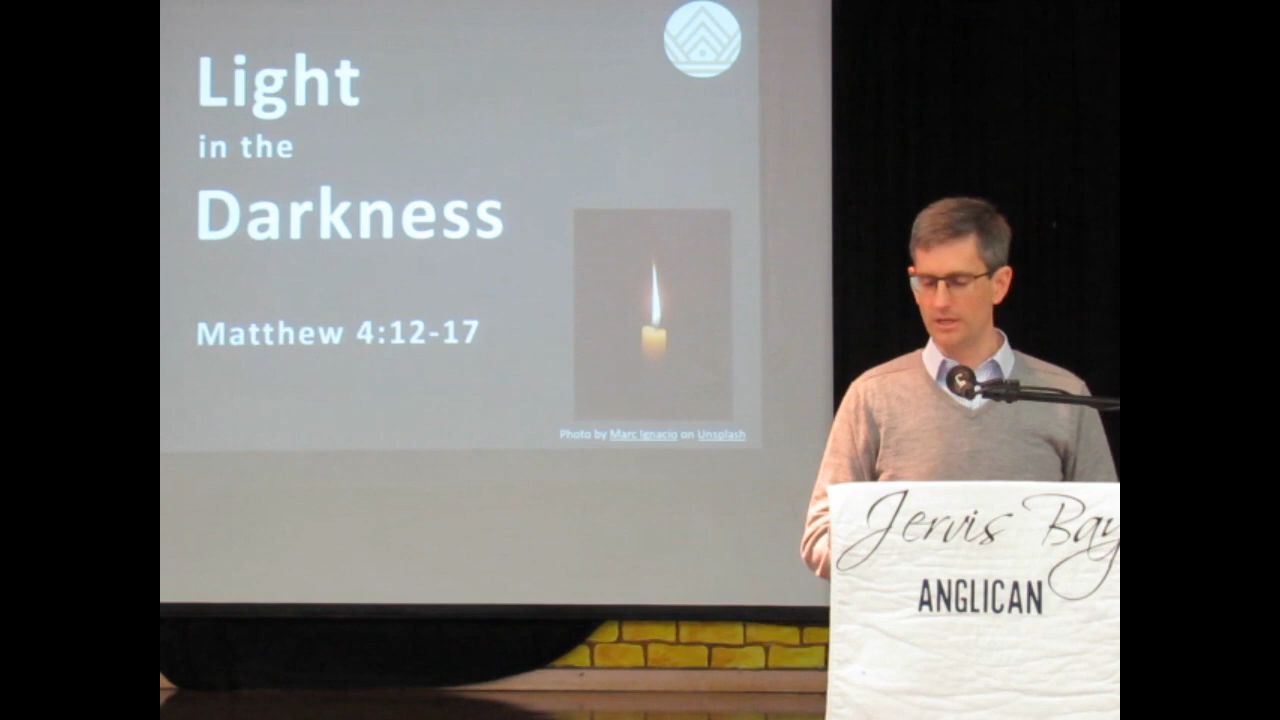 Light
in the
Darkness
Matthew 4:12-17
Photo by Marc Ignacio on Unsplash
Jervis Bay
ANGLICAN